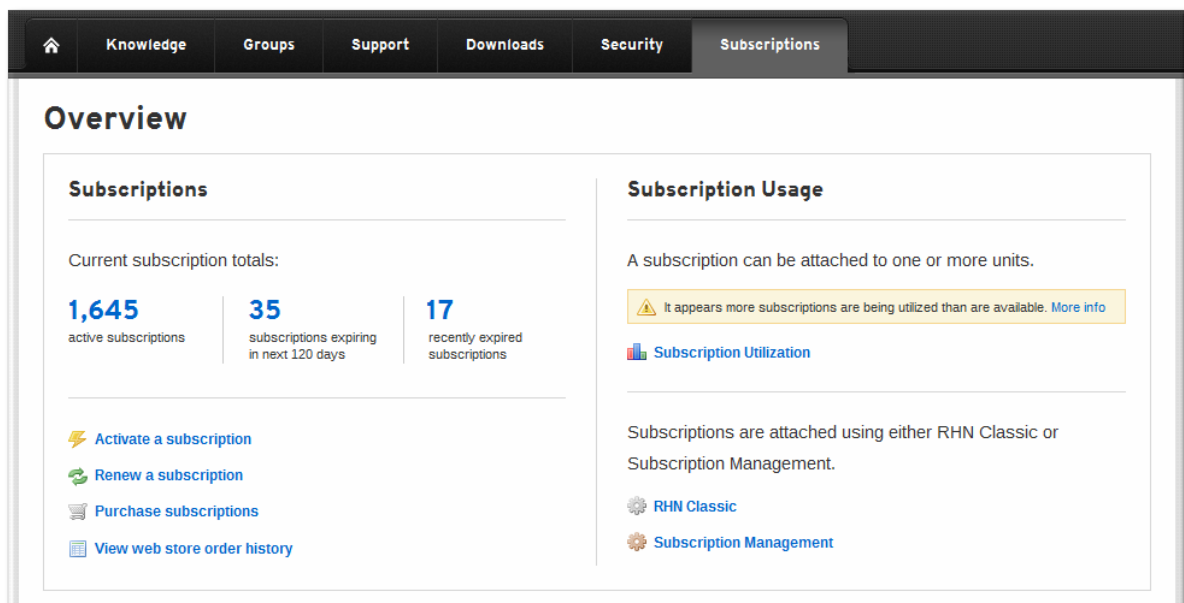 Knowledge Groups Support Downloads Security Subscriptions
Overview
Subscriptions
Current subscription totals:
1,645
active subscriptions
35
subscriptions expiring
in next 120 days
17
recently expired
subscriptions
Activate a subscription
Renew a subscription
Purchase subscriptions
View web store order history
Subscription Usage
A subscription can be attached to one or more units.
It appears more subscriptions are being utilized than are available. More info
Subscription Utilization
Subscriptions are attached using either RHN Classic or
Subscription Management.
RHN Classic
Subscription Management